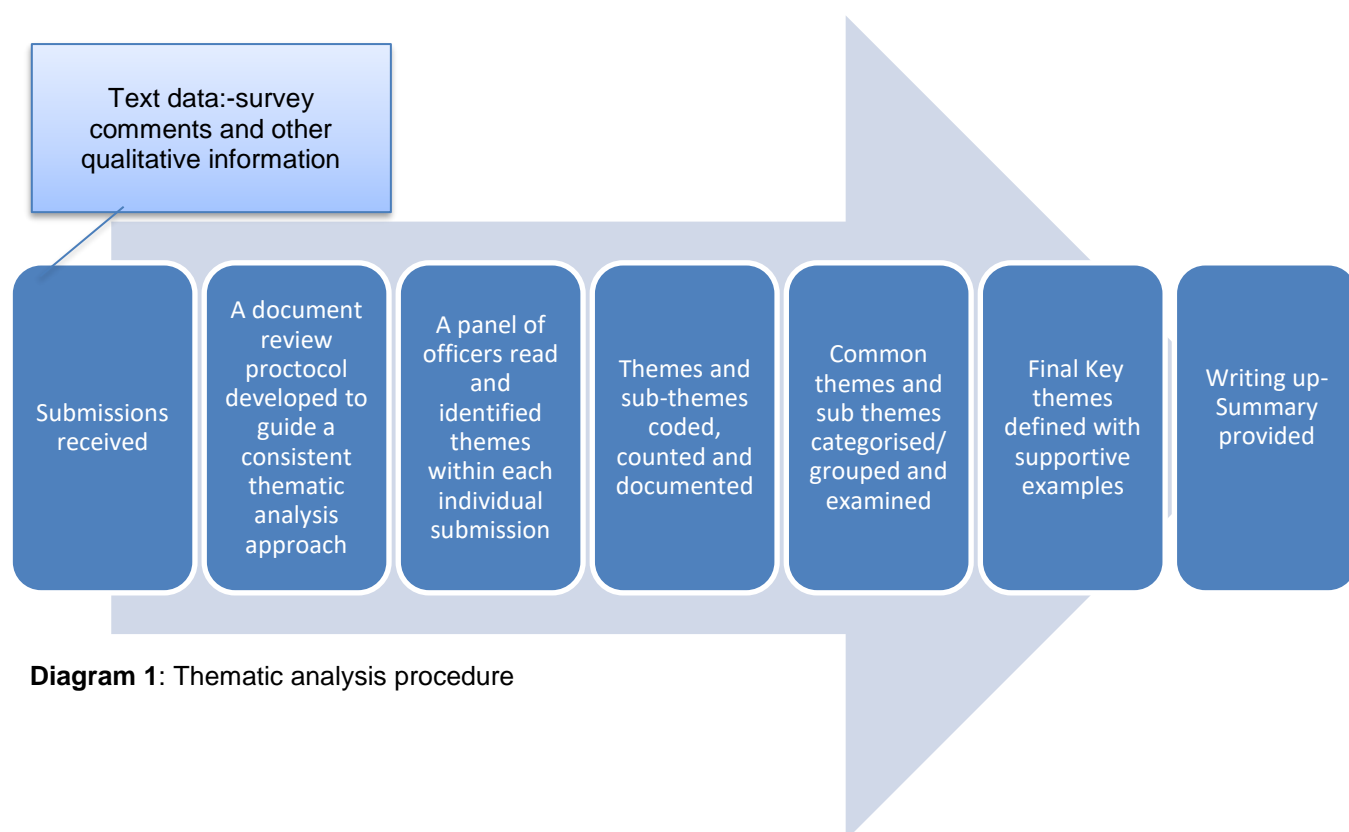 Text data:-survey
comments and other
qualitative information
Submissions
received
A document
review
proctocol
developed to
guide a
consistent
thematic
analysis
approach
A panel of
officers read
and
identified
themes
within each
individual
submission
Themes and
sub-themes
coded,
counted and
documented
Common
themes and
sub themes
categorised/
grouped and
examined
Final Key
themes
defined with
supportive
examples
Writing up-
Summary
provided
Diagram 1: Thematic analysis procedure